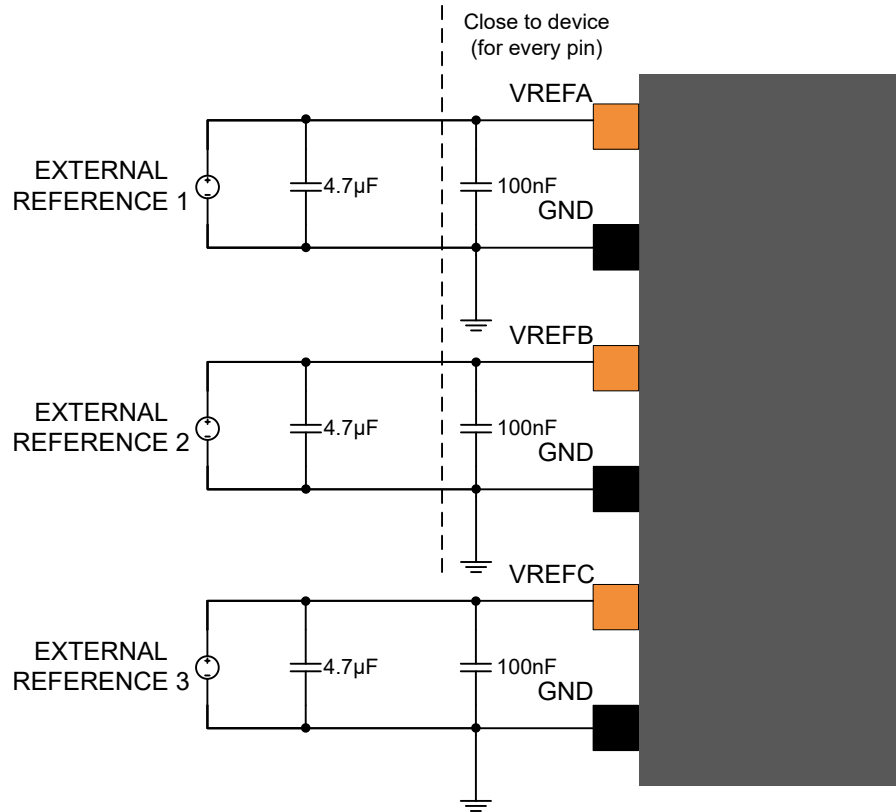 Close to device
(for every pin)
VREFA
EXTERNAL
REFERENCE 1
4.7µF
100nF
GND
VREFB
EXTERNAL
REFERENCE 2
4.7µF
100nF
GND
VREFC
EXTERNAL
REFERENCE 3
4.7µF
100nF
GND